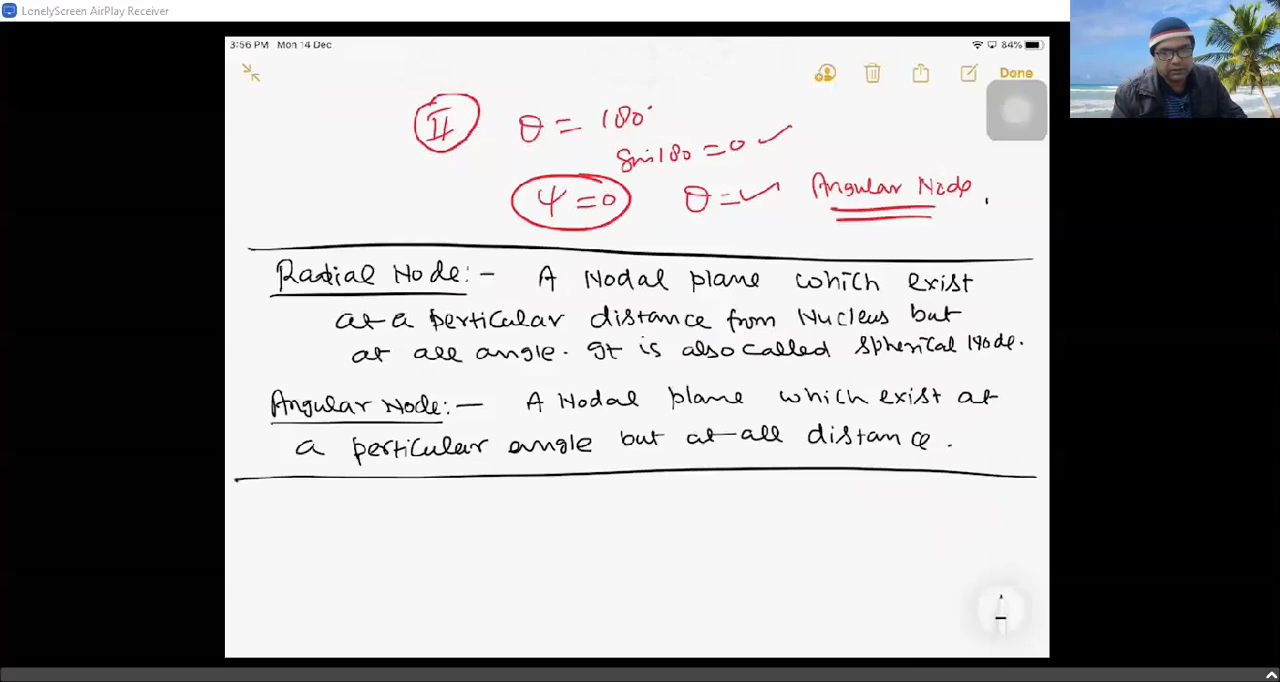 LonelyScreen AirPlay Receiver
3:56 PM Mon 14 Dec
84%
Done
II θ = 180°
Sin180 = 0 ✓
Ψ = 0 θ = ✓ Angular Node.
Radial Node:- A Nodal plane which exist
at a perticular distance from Nucleus but
at all angle. It is also called Spherical Node.
Angular Node:- A Nodal plane which exist at
a perticular angle but at all distance.